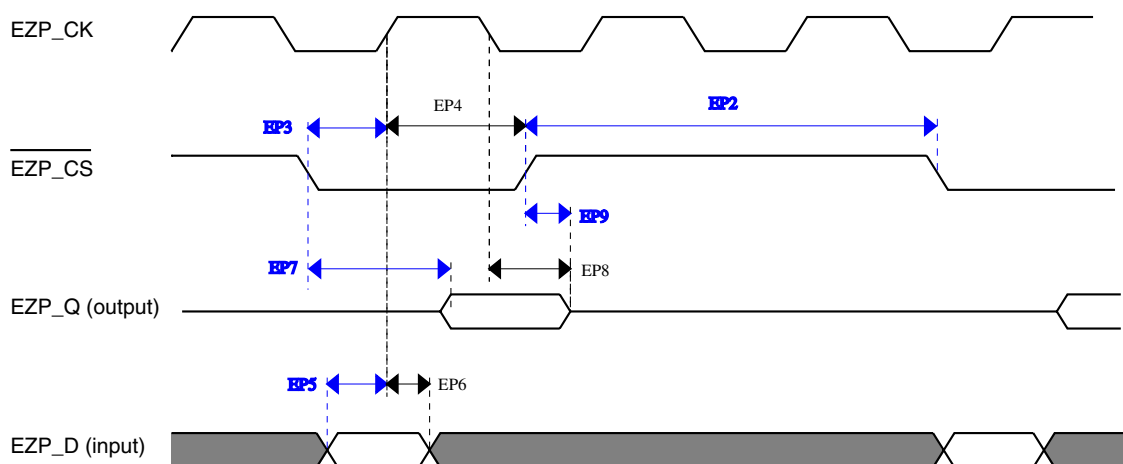 EZP_CK
EP4
EP2
EP3
EZP_CS
EP9
EP7
EP8
EZP_Q (output)
EP5
EP6
EZP_D (input)